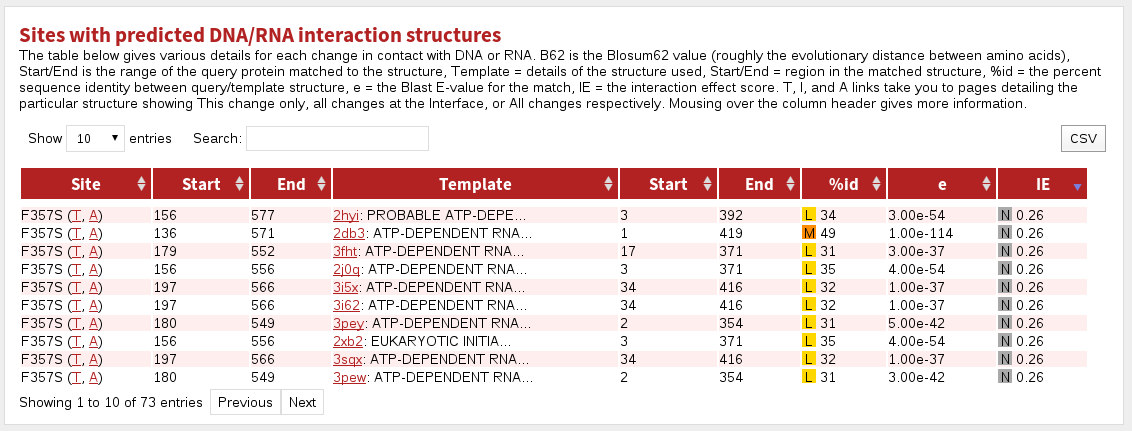 Sites with predicted DNA/RNA interaction structures
The table below gives various details for each change in contact with DNA or RNA. B62 is the Blosum62 value (roughly the evolutionary distance between amino acids),
Start/End is the range of the query protein matched to the structure, Template = details of the structure used, Start/End = region in the matched structure, %id = the percent
sequence identity between query/template structure, e = the Blast E-value for the match, IE = the interaction effect score. T, I, and A links take you to pages detailing the
particular structure showing This change only, all changes at the Interface, or All changes respectively. Mousing over the column header gives more information.
Show 10 entries Search: CSV
Site Start End Template Start End %id e IE
F357S (T, A) 156 577 2hyi: PROBABLE ATP-DEPE... 3 392 L 34 3.00e-54 N 0.26
F357S (T, A) 136 571 2db3: ATP-DEPENDENT RNA... 1 419 M 49 1.00e-114 N 0.26
F357S (T, A) 179 552 3fht: ATP-DEPENDENT RNA... 17 371 L 31 3.00e-37 N 0.26
F357S (T, A) 156 556 2j0q: ATP-DEPENDENT RNA... 3 371 L 35 4.00e-54 N 0.26
F357S (T, A) 197 566 3i5x: ATP-DEPENDENT RNA... 34 416 L 32 1.00e-37 N 0.26
F357S (T, A) 197 566 3i62: ATP-DEPENDENT RNA... 34 416 L 32 1.00e-37 N 0.26
F357S (T, A) 180 549 3pey: ATP-DEPENDENT RNA... 2 354 L 31 5.00e-42 N 0.26
F357S (T, A) 156 556 2xb2: EUKARYOTIC INITIA... 3 371 L 35 4.00e-54 N 0.26
F357S (T, A) 197 566 3sqx: ATP-DEPENDENT RNA... 34 416 L 32 1.00e-37 N 0.26
F357S (T, A) 180 549 3pew: ATP-DEPENDENT RNA... 2 354 L 31 3.00e-42 N 0.26
Showing 1 to 10 of 73 entries Previous Next